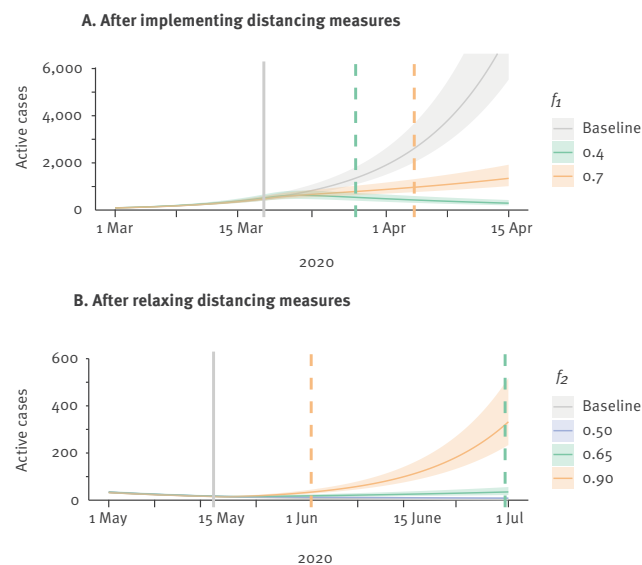 A. After implementing distancing measures
6,000
4,000
2,000
0
Active cases
1 Mar
15 Mar
1 Apr
15 Apr
2020
f1
Baseline
0.4
0.7
B. After relaxing distancing measures
600
400
200
0
Active cases
1 May
15 May
1 Jun
15 June
1 Jul
2020
f2
Baseline
0.50
0.65
0.90